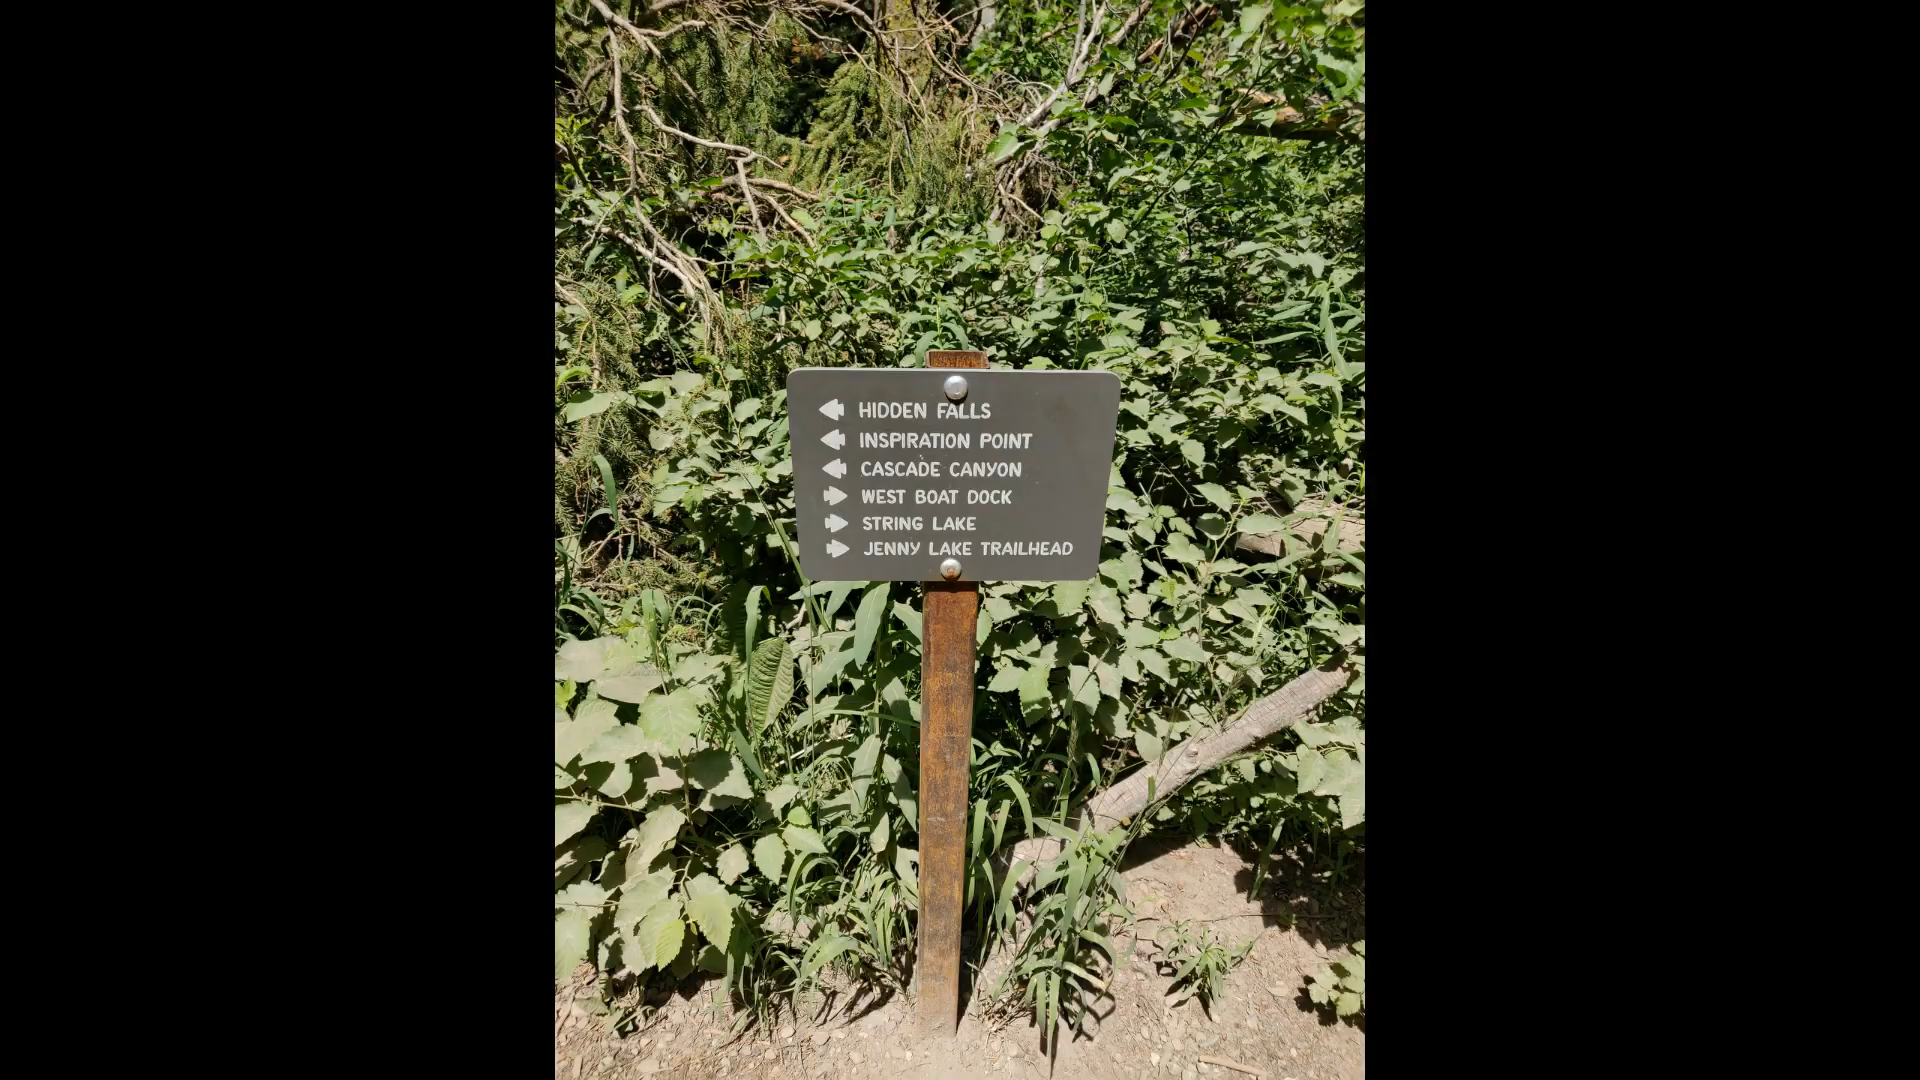 HIDDEN FALLS
INSPIRATION POINT
CASCADE CANYON
WEST BOAT DOCK
STRING LAKE
JENNY LAKE TRAILHEAD